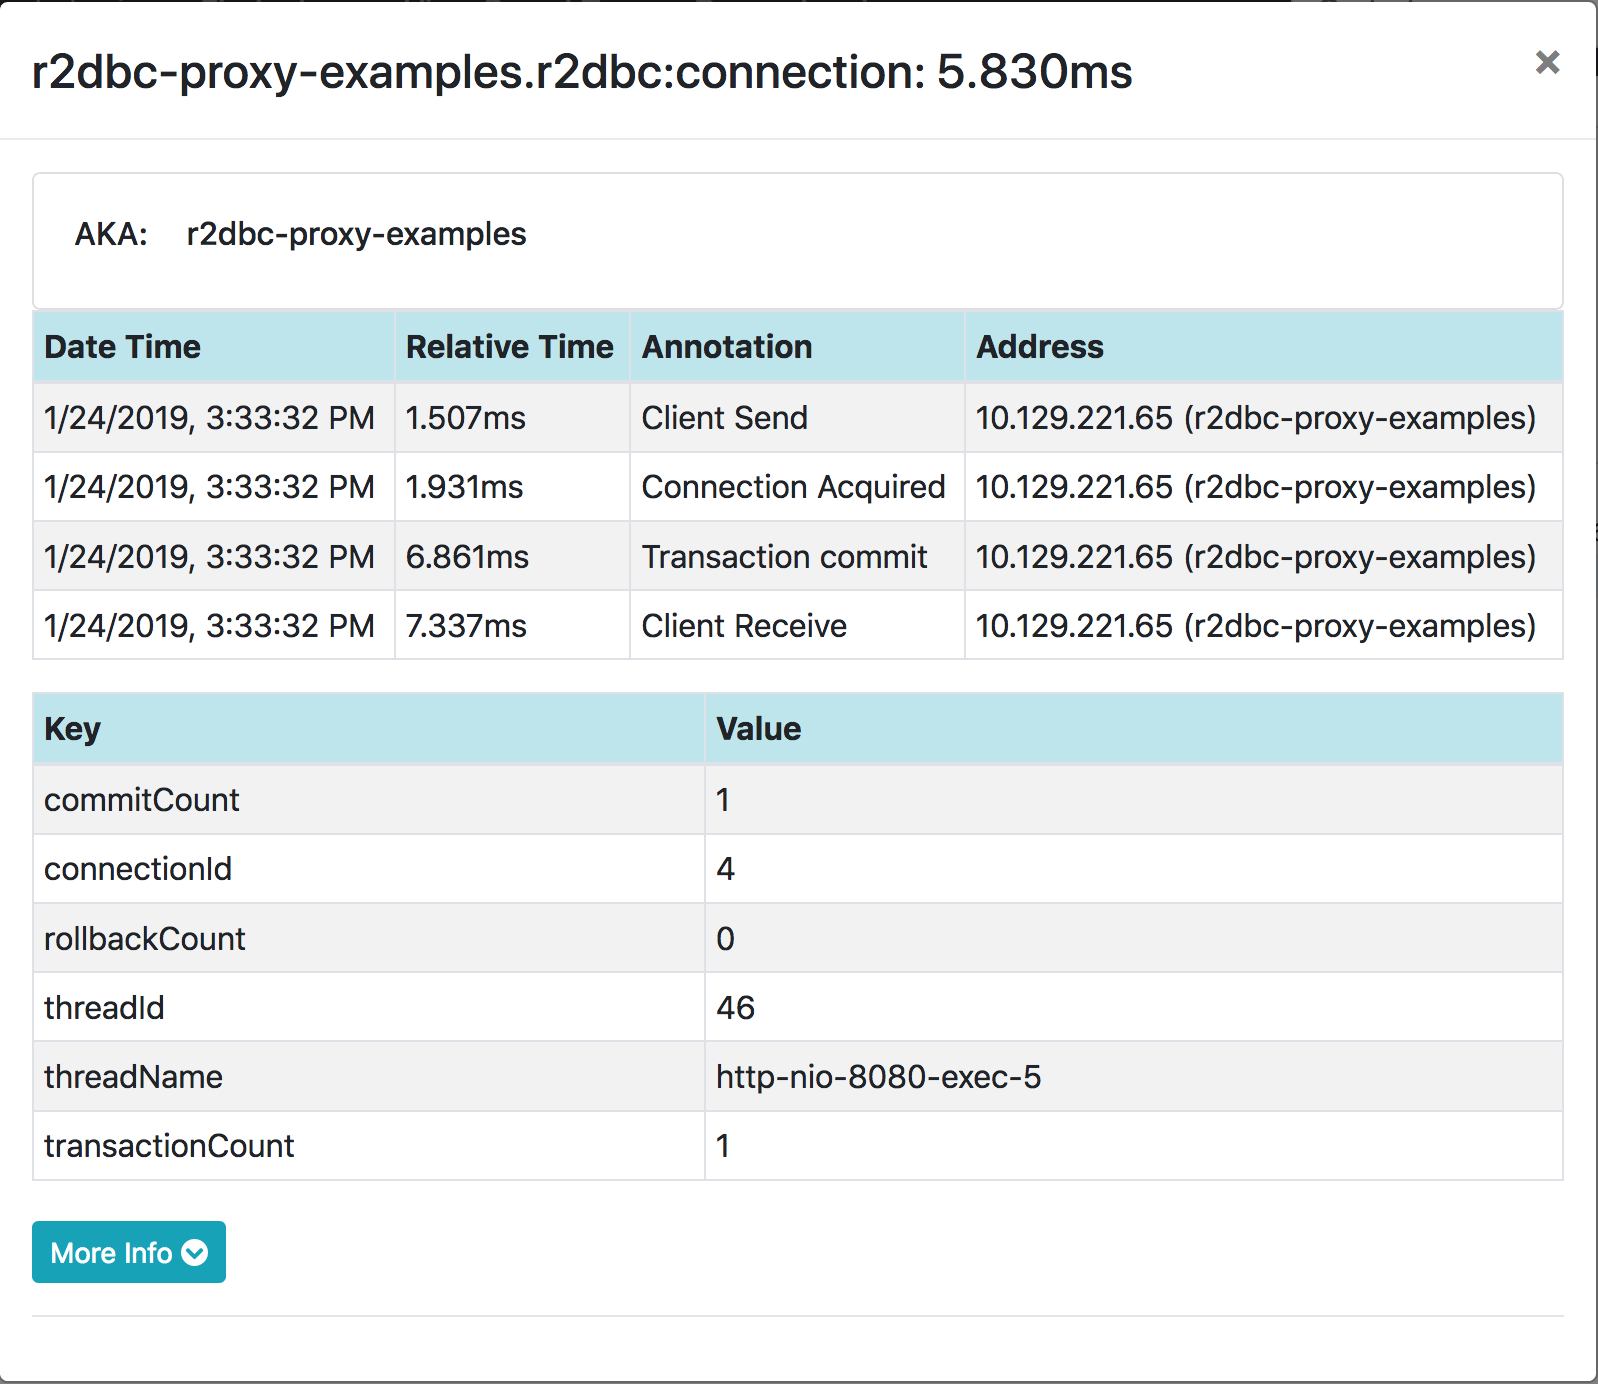 r2dbc-proxy-examples.r2dbc:connection: 5.830ms ×
AKA: r2dbc-proxy-examples
Date Time Relative Time Annotation Address
1/24/2019, 3:33:32 PM 1.507ms Client Send 10.129.221.65 (r2dbc-proxy-examples)
1/24/2019, 3:33:32 PM 1.931ms Connection Acquired 10.129.221.65 (r2dbc-proxy-examples)
1/24/2019, 3:33:32 PM 6.861ms Transaction commit 10.129.221.65 (r2dbc-proxy-examples)
1/24/2019, 3:33:32 PM 7.337ms Client Receive 10.129.221.65 (r2dbc-proxy-examples)
Key Value
commitCount 1
connectionId 4
rollbackCount 0
threadId 46
threadName http-nio-8080-exec-5
transactionCount 1
More Info